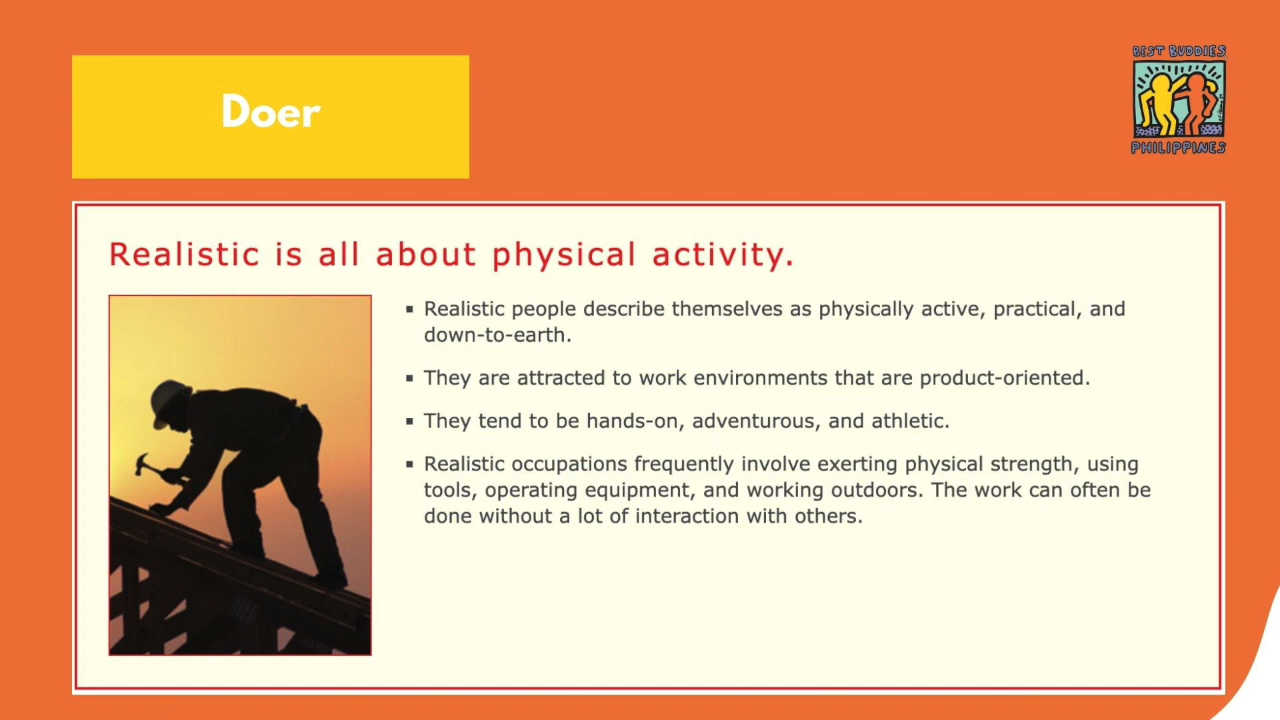 Doer
BEST BUDDIES
PHILIPPINES
Realistic is all about physical activity.
▪ Realistic people describe themselves as physically active, practical, and
down-to-earth.
▪ They are attracted to work environments that are product-oriented.
▪ They tend to be hands-on, adventurous, and athletic.
▪ Realistic occupations frequently involve exerting physical strength, using
tools, operating equipment, and working outdoors. The work can often be
done without a lot of interaction with others.